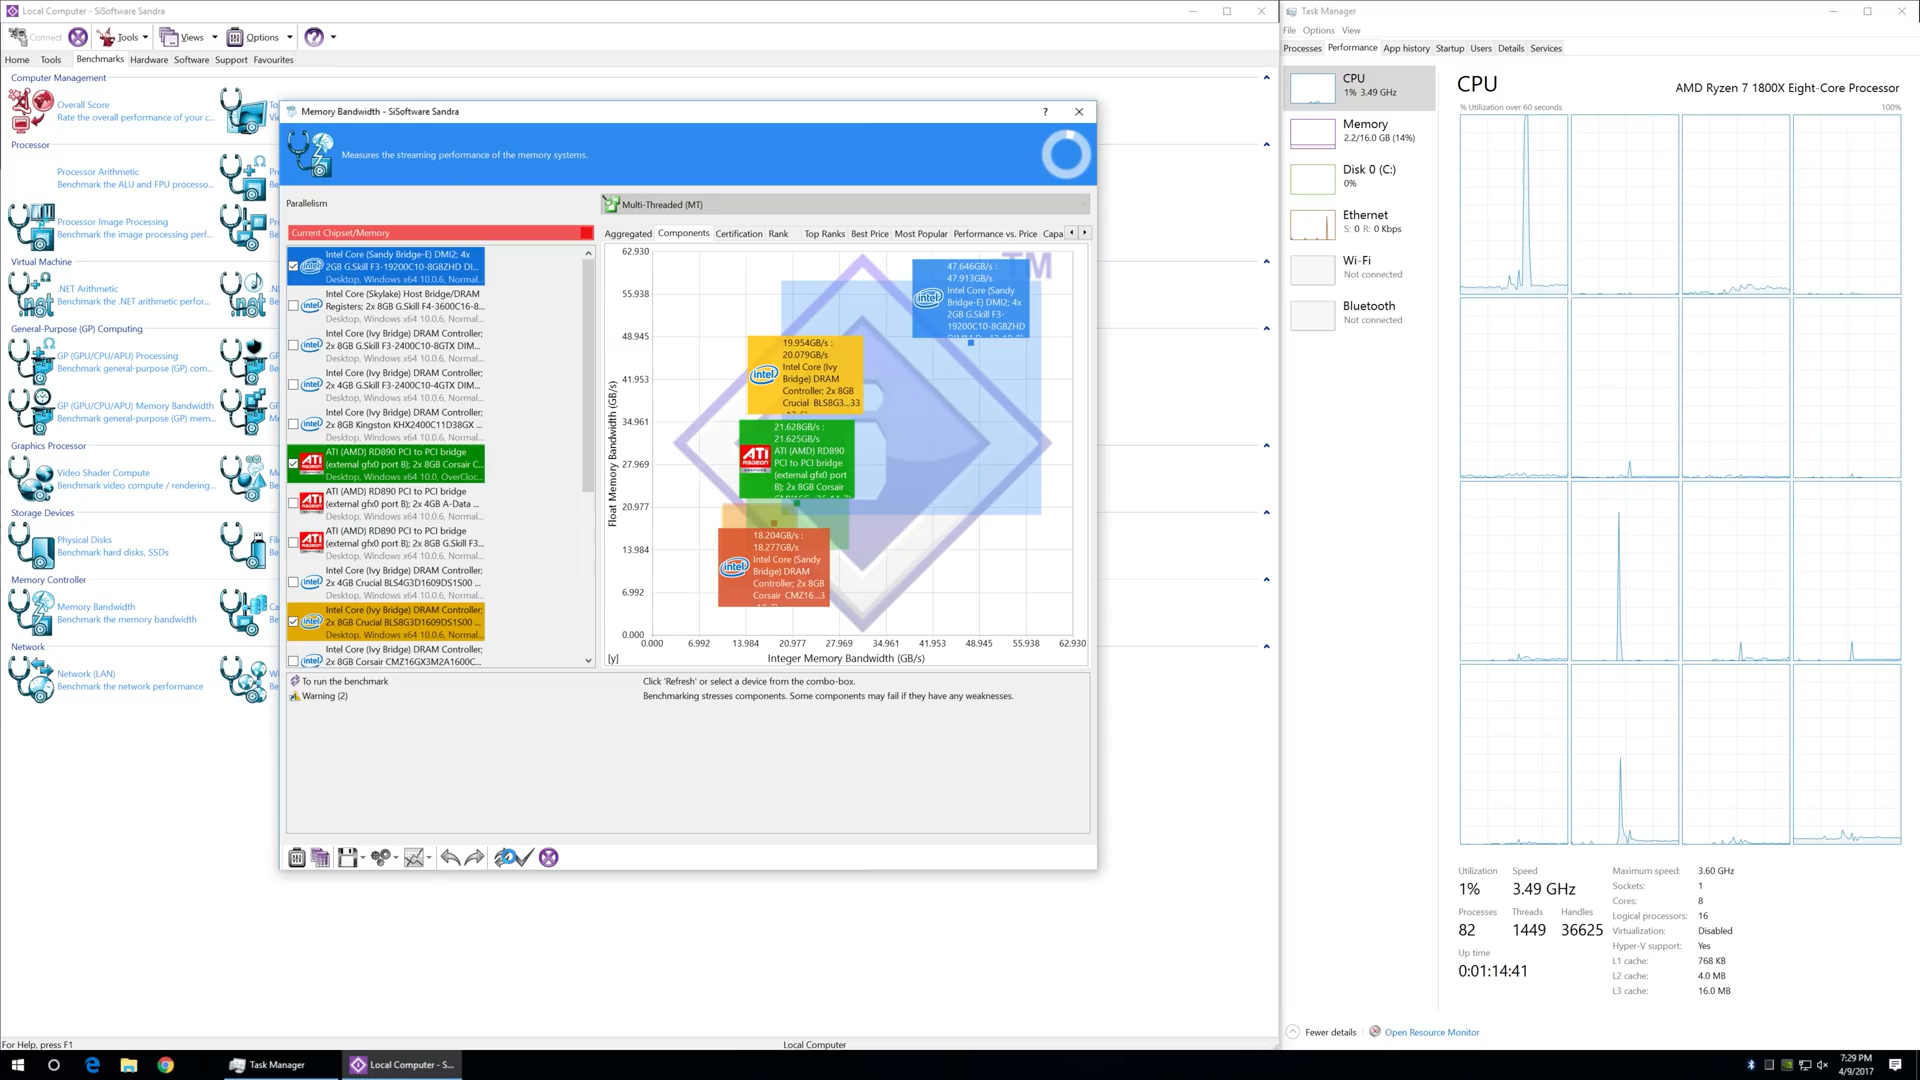 Local Computer - SiSoftware Sandra
Connect
Tools
Views
Options
Home
Tools
Benchmarks
Hardware
Software
Support
Favourites
Computer Management
Overall Score
Rate the overall performance of your c...
Processor
Processor Arithmetic
Benchmark the ALU and FPU processo...
Processor Image Processing
Benchmark the image processing perf...
Virtual Machine
.NET Arithmetic
Benchmark the .NET arithmetic perfor...
General-Purpose (GP) Computing
GP (GPU/CPU/APU) Processing
Benchmark general-purpose (GP) com...
GP (GPU/CPU/APU) Memory Bandwidth
Benchmark general-purpose (GP) mem...
Graphics Processor
Video Shader Compute
Benchmark video compute / rendering...
Storage Devices
Physical Disks
Benchmark hard disks, SSDs
Memory Controller
Memory Bandwidth
Benchmark the memory bandwidth
Network
Network (LAN)
Benchmark the network performance
Memory Bandwidth - SiSoftware Sandra
?
Measures the streaming performance of the memory systems.
Parallelism
Multi-Threaded (MT)
Current Chipset/Memory
Intel Core (Sandy Bridge-E) DMI2; 4x
2GB G.Skill F3-19200C10-8GBZHD DI...
Desktop, Windows x64 10.0.6, Normal...
Intel Core (Skylake) Host Bridge/DRAM
Registers; 2x 8GB G.Skill F4-3600C16-8...
Desktop, Windows x64 10.0.6, Normal...
Intel Core (Ivy Bridge) DRAM Controller;
2x 8GB G.Skill F3-2400C10-8GTX DIM...
Desktop, Windows x64 10.0.6, Normal...
Intel Core (Ivy Bridge) DRAM Controller;
2x 4GB G.Skill F3-2400C10-4GTX DIM...
Desktop, Windows x64 10.0.6, Normal...
Intel Core (Ivy Bridge) DRAM Controller;
2x 8GB Kingston KHX2400C11D38GX ...
Desktop, Windows x64 10.0.6, Normal...
ATI (AMD) RD890 PCI to PCI bridge
(external gfx0 port B); 2x 8GB Corsair C...
Desktop, Windows x64 10.0, OverCloc...
ATI (AMD) RD890 PCI to PCI bridge
(external gfx0 port B); 2x 4GB A-Data ...
Desktop, Windows x64 10.0.6, Normal...
ATI (AMD) RD890 PCI to PCI bridge
(external gfx0 port B); 2x 8GB G.Skill F3...
Desktop, Windows x64 10.0.6, Normal...
Intel Core (Ivy Bridge) DRAM Controller;
2x 4GB Crucial BLS4G3D1609DS1S00 ...
Desktop, Windows x64 10.0.6, Normal...
Intel Core (Ivy Bridge) DRAM Controller;
2x 8GB Crucial BLS8G3D1609DS1S00 ...
Desktop, Windows x64 10.0.6, Normal...
Intel Core (Ivy Bridge) DRAM Controller;
2x 8GB Corsair CMZ16GX3M2A1600C...
Aggregated
Components
Certification
Rank
Top Ranks
Best Price
Most Popular
Performance vs. Price
Capa
TM
62.930
55.938
48.945
41.953
34.961
27.969
20.977
13.984
6.992
0.000
Float Memory Bandwidth (GB/s)
47.646GB/s :
47.913GB/s
Intel Core (Sandy
Bridge-E) DMI2; 4x
2GB G.Skill F3-
19200C10-8GBZHD
19.954GB/s :
20.079GB/s
Intel Core (Ivy
Bridge) DRAM
Controller; 2x 8GB
Crucial BLS8G3...33
21.628GB/s :
21.625GB/s
ATI (AMD) RD890
PCI to PCI bridge
(external gfx0 port
B); 2x 8GB Corsair
18.204GB/s :
18.277GB/s
Intel Core (Sandy
Bridge) DRAM
Controller; 2x 8GB
Corsair CMZ16...3
0.000 6.992 13.984 20.977 27.969 34.961 41.953 48.945 55.938 62.930
[y]
Integer Memory Bandwidth (GB/s)
To run the benchmark
Click 'Refresh' or select a device from the combo-box.
Warning (2)
Benchmarking stresses components. Some components may fail if they have any weaknesses.
For Help, press F1
Local Computer
Task Manager
File Options View
Processes
Performance
App history
Startup
Users
Details
Services
CPU
1% 3.49 GHz
Memory
2.2/16.0 GB (14%)
Disk 0 (C:)
0%
Ethernet
S: 0 R: 0 Kbps
Wi-Fi
Not connected
Bluetooth
Not connected
CPU
AMD Ryzen 7 1800X Eight-Core Processor
% Utilization over 60 seconds
100%
Utilization
1%
Speed
3.49 GHz
Processes
82
Threads
1449
Handles
36625
Up time
0:01:14:41
Maximum speed: 3.60 GHz
Sockets: 1
Cores: 8
Logical processors: 16
Virtualization: Disabled
Hyper-V support: Yes
L1 cache: 768 KB
L2 cache: 4.0 MB
L3 cache: 16.0 MB
Fewer details
Open Resource Monitor
Task Manager
Local Computer - S...
7:29 PM
4/9/2017